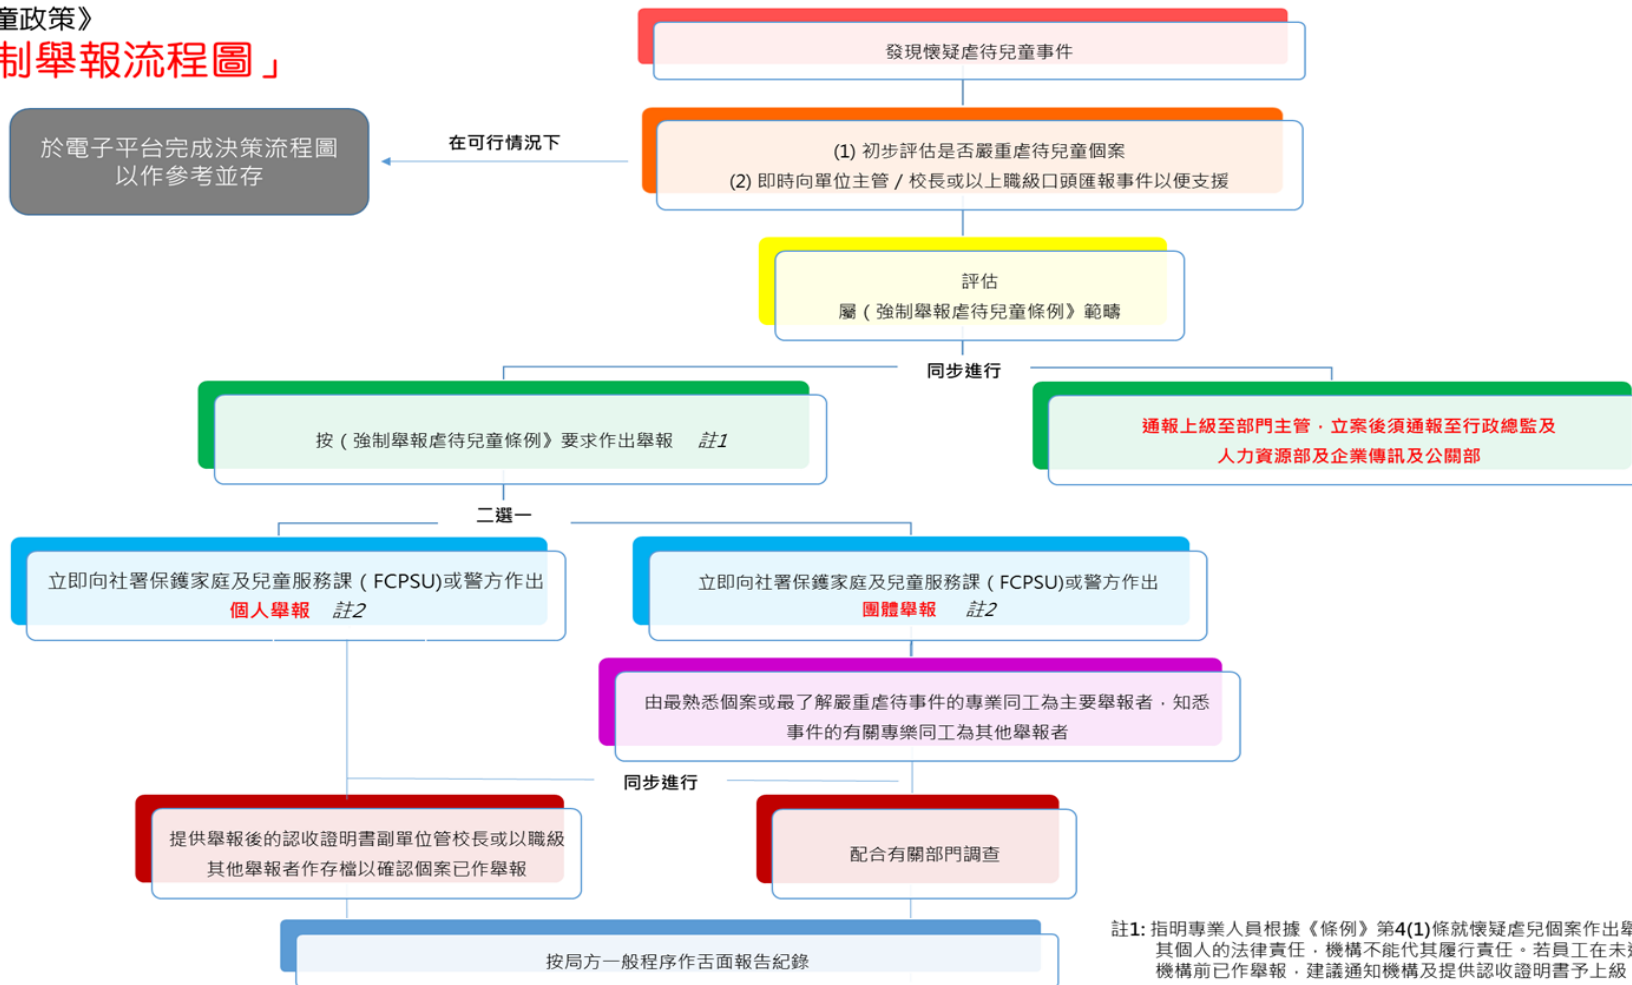 童政策》
制舉報流程圖」
發現懷疑虐待兒童事件
於電子平台完成決策流程圖
以作參考並存
在可行情況下
(1) 初步評估是否嚴重虐待兒童個案
(2) 即時向單位主管 / 校長或以上職級口頭匯報事件以便支援
評估
屬 ( 強制舉報虐待兒童條例》範疇
同步進行
按 ( 強制舉報虐待兒童條例》要求作出舉報 註1
通報上級至部門主管﹐立案後須通報至行政總監及
人力資源部及企業傳訊及公關部
二選一
立即向社署保護家庭及兒童服務課 ( FCPSU)或警方作出
個人舉報 註2
立即向社署保護家庭及兒童服務課 ( FCPSU)或警方作出
團體舉報 註2
由最熟悉個案或最了解嚴重虐待事件的專業同工為主要舉報者﹐知悉
事件的有關專樂同工為其他舉報者
同步進行
提供舉報後的認收證明書副單位管校長或以職級
其他舉報者作存檔以確認個案已作舉報
配合有關部門調查
按局方一般程序作舌面報告紀錄
註1: 指明專業人員根據《條例》第4(1)條就懷疑虐兒個案作出舉
其個人的法律責任﹐機構不能代其履行責任。若員工在未
機構前已作舉報﹐建議通知機構及提供認收證明書予上級